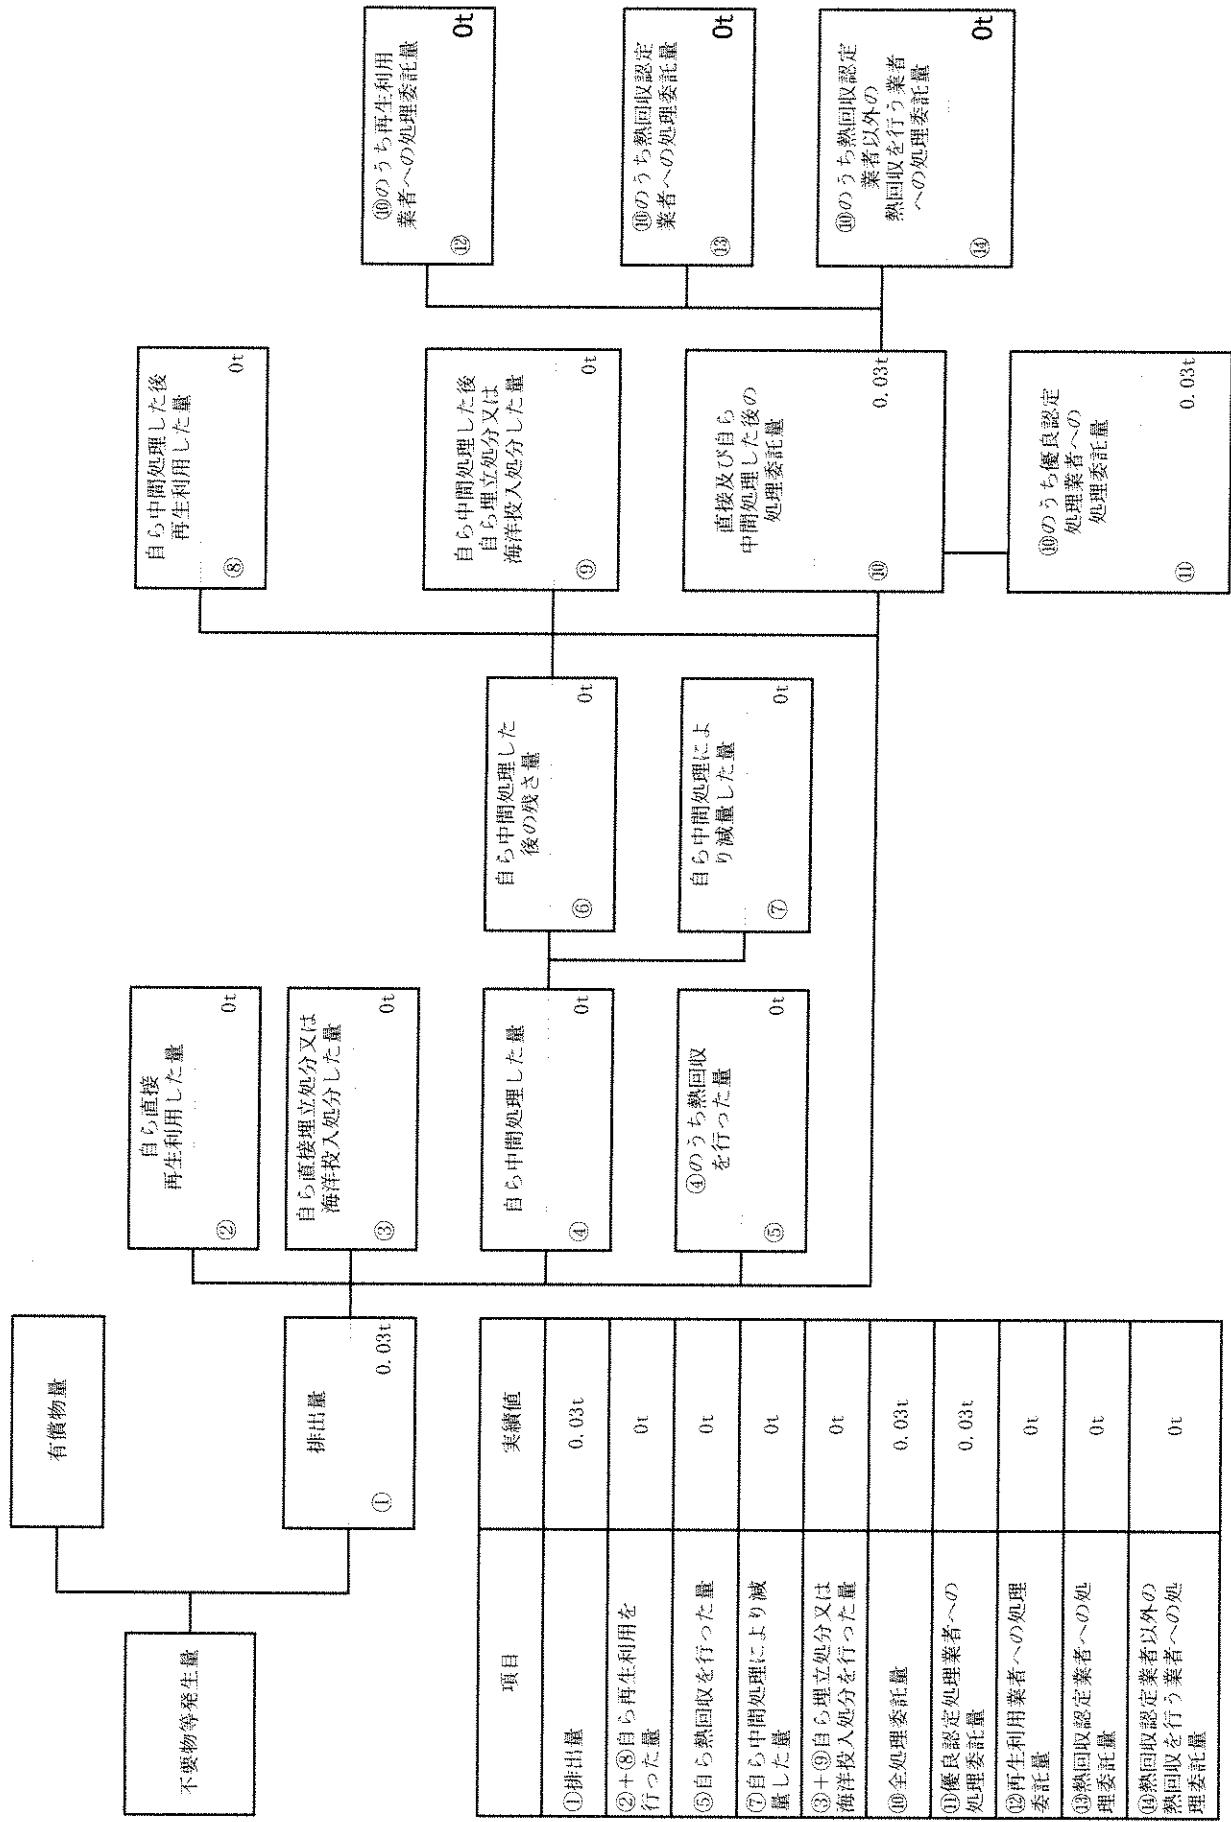 不要物等発生量
有償物量
排出量
①
0.03t
自ら直接
再生利用した量
②
0t
自ら直接埋立処分又は
海洋投入処分した量
③
0t
自ら中間処理した量
④
0t
④のうち熱回収
を行った量
⑤
0t
自ら中間処理した
後の残さ量
⑥
0t
自ら中間処理によ
り減量した量
⑦
0t
自ら中間処理した後
再生利用した量
⑧
0t
自ら中間処理した後
自ら埋立処分又は
海洋投入処分した量
⑨
0t
直接及び自ら
中間処理した後の
処理委託量
⑩
0.03t
⑩のうち優良認定
処理業者への
処理委託量
⑪
0.03t
⑩のうち再生利用
業者への処理委託量
⑫
0t
⑩のうち熱回収認定
業者への処理委託量
⑬
0t
⑩のうち熱回収認定
業者以外の
熱回収を行う業者
への処理委託量
⑭
0t
項目
実績値
①排出量
0.03t
②+⑧自ら再生利用を
行った量
0t
⑤自ら熱回収を行った量
0t
⑦自ら中間処理により減
量した量
0t
③+⑨自ら埋立処分又は
海洋投入処分を行った量
0t
⑩全処理委託量
0.03t
⑪優良認定処理業者への
処理委託量
0.03t
⑫再生利用業者への処理
委託量
0t
⑬熱回収認定業者への処
理委託量
0t
⑭熱回収認定業者以外の
熱回収を行う業者への処
理委託量
0t